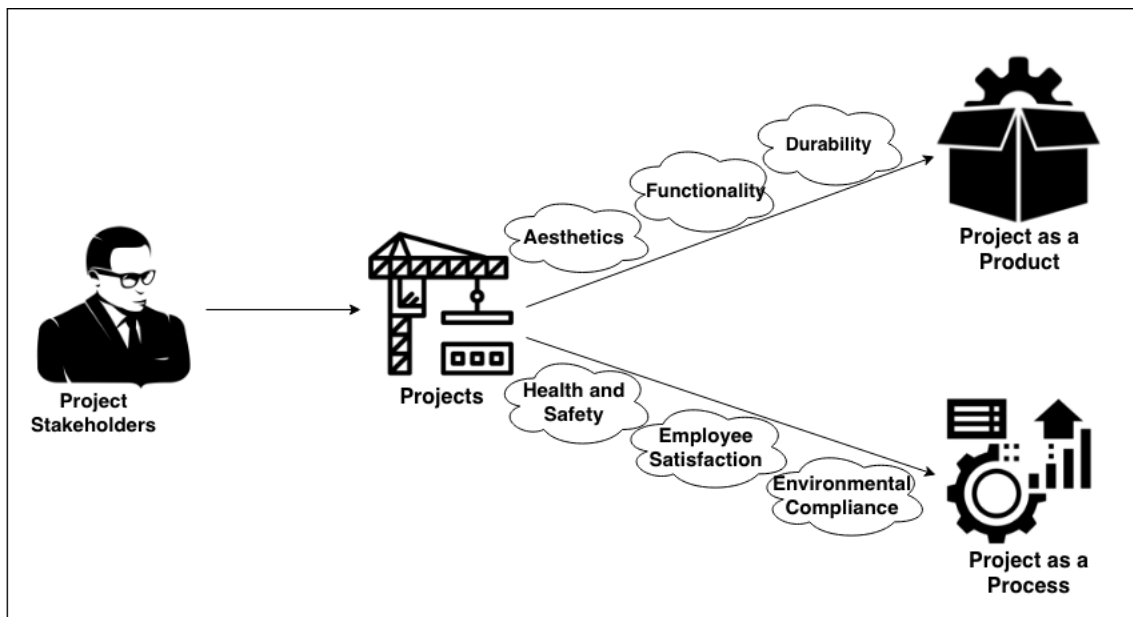 Project
Stakeholders
Projects
Aesthetics
Functionality
Durability
Project as a
Product
Health and
Safety
Employee
Satisfaction
Environmental
Compliance
Project as a
Process